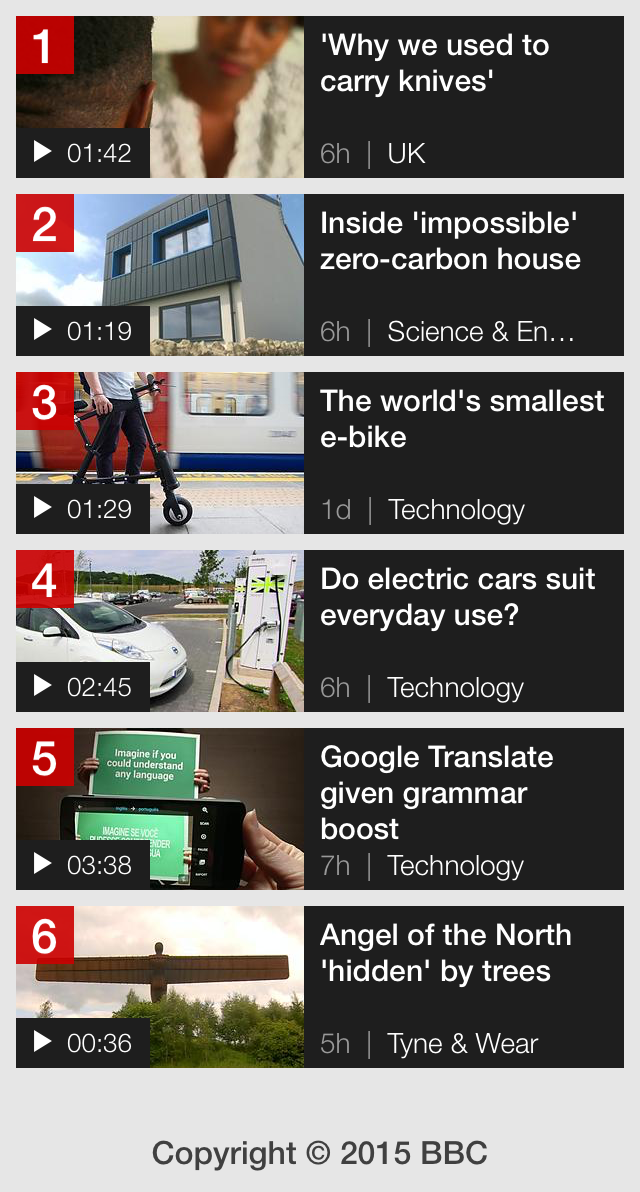 1
'Why we used to
carry knives'
01:42
6h | UK
2
Inside 'impossible'
zero-carbon house
01:19
6h | Science & En...
3
The world's smallest
e-bike
01:29
1d | Technology
4
Do electric cars suit
everyday use?
02:45
6h | Technology
5
Google Translate
given grammar
boost
Imagine if you
could understand
any language
inglês → português
IMAGINE SE VOCÊ
SCAN
PAUSE
IMPORT
03:38
7h | Technology
6
Angel of the North
'hidden' by trees
00:36
5h | Tyne & Wear
Copyright © 2015 BBC